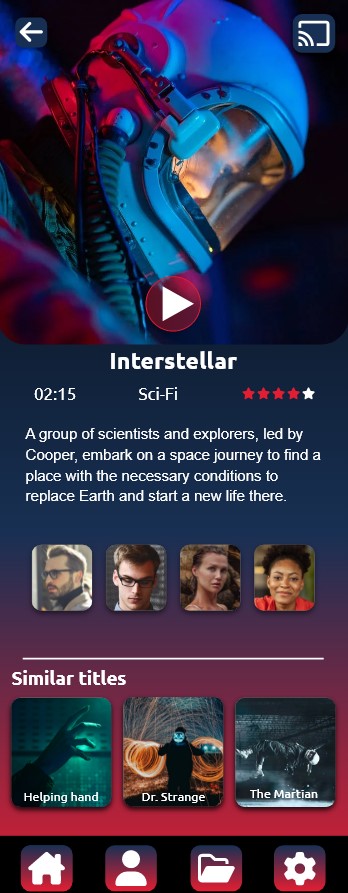 Interstellar
02:15 Sci-Fi
A group of scientists and explorers, led by
Cooper, embark on a space journey to find a
place with the necessary conditions to
replace Earth and start a new life there.
Similar titles
Helping hand
Dr. Strange
The Martian